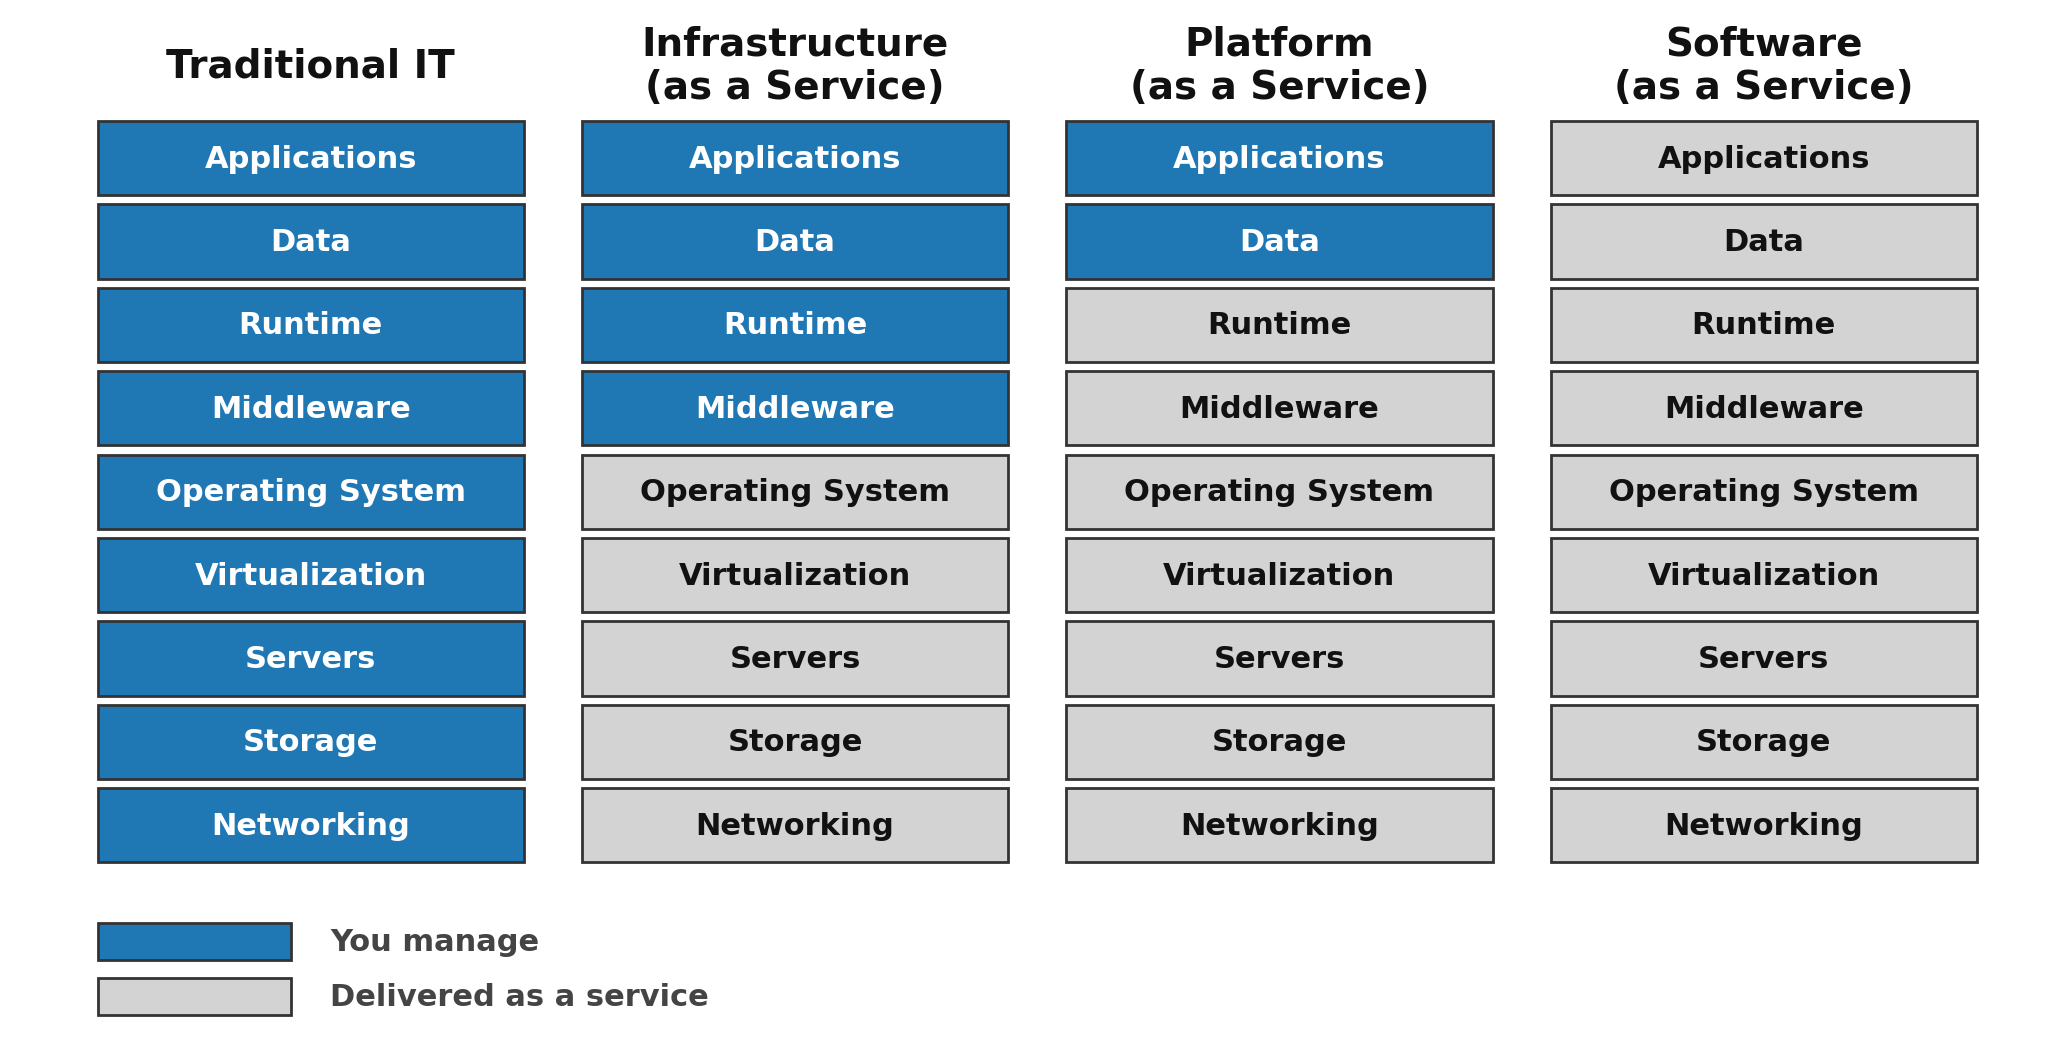 Traditional IT
Infrastructure
(as a Service)
Platform
(as a Service)
Software
(as a Service)
Applications
Data
Runtime
Middleware
Operating System
Virtualization
Servers
Storage
Networking
Applications
Data
Runtime
Middleware
Operating System
Virtualization
Servers
Storage
Networking
Applications
Data
Runtime
Middleware
Operating System
Virtualization
Servers
Storage
Networking
Applications
Data
Runtime
Middleware
Operating System
Virtualization
Servers
Storage
Networking
You manage
Delivered as a service